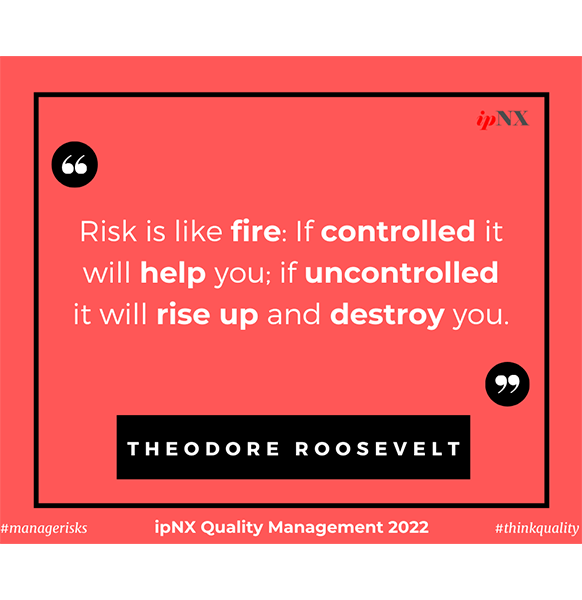 ipNX
“
Risk is like fire: If controlled it
will help you; if uncontrolled
it will rise up and destroy you.
”
THEODORE ROOSEVELT
#managerisks ipNX Quality Management 2022 #thinkquality